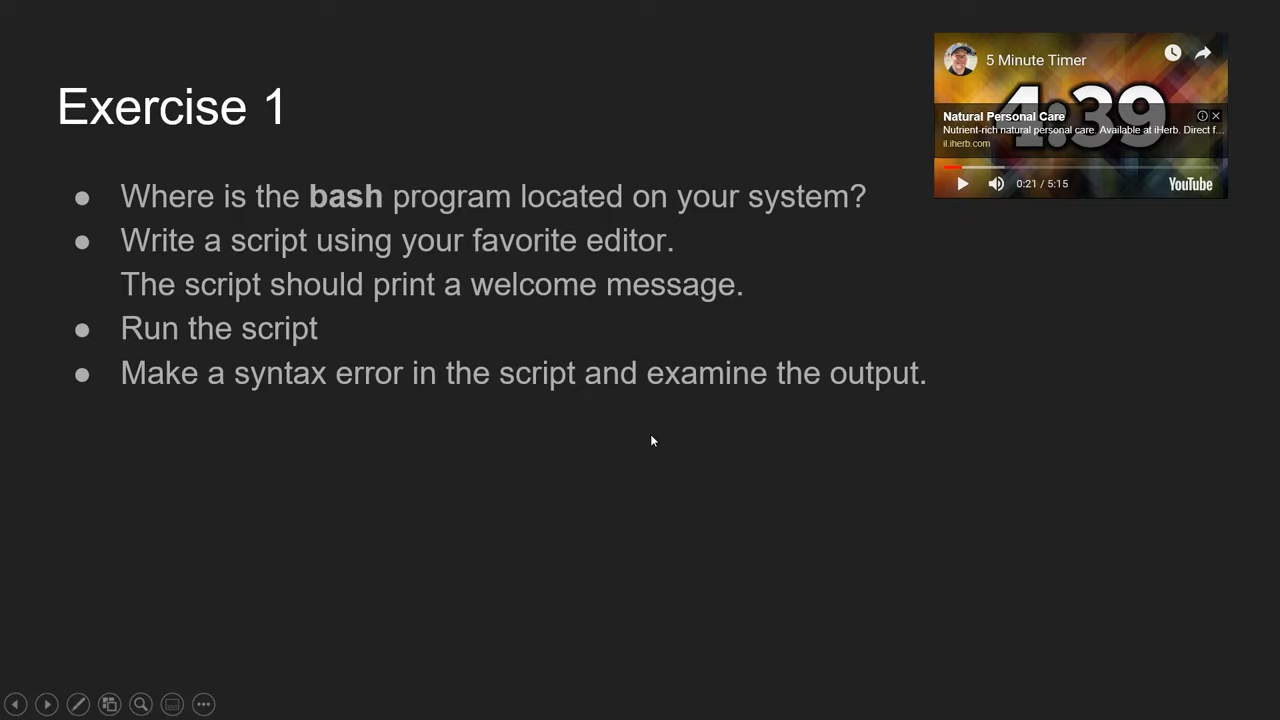 Exercise 1
5 Minute Timer
4:39
Natural Personal Care
Nutrient-rich natural personal care. Available at iHerb. Direct f...
il.iherb.com
0:21 / 5:15
YouTube
● Where is the bash program located on your system?
● Write a script using your favorite editor.
The script should print a welcome message.
● Run the script
● Make a syntax error in the script and examine the output.